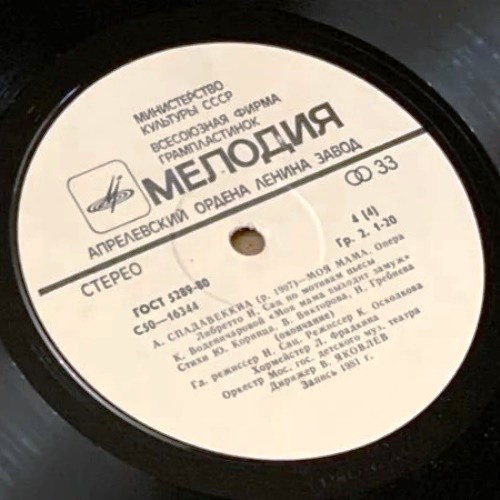 МИНИСТЕРСТВО
КУЛЬТУРЫ СССР
ВСЕСОЮЗНАЯ ФИРМА
ГРАМПЛАСТИНОК
МЕЛОДИЯ
АПРЕЛЕВСКИЙ ОРДЕНА ЛЕНИНА ЗАВОД
33
СТЕРЕО
4 (4)
ГОСТ 5289-80
Гр. 2. 1-20
С50—16344
А. СПАДАВЕККИА (р. 1907)—МОЯ МАМА. Опера
Либретто Н. Сац по мотивам пьесы
К. Воденичаровой «Моя мама выходит замуж»
Стихи Ю. Коринца, В. Викторова, Н. Гребнева
(окончание)
Гл. режиссер Н. Сац, режиссер К. Осколкова
Хормейстер Л. Фрадкина
Оркестр Мос. гос. детского муз. театра
Дирижер В. ЯКОВЛЕВ
Запись 1981 г.